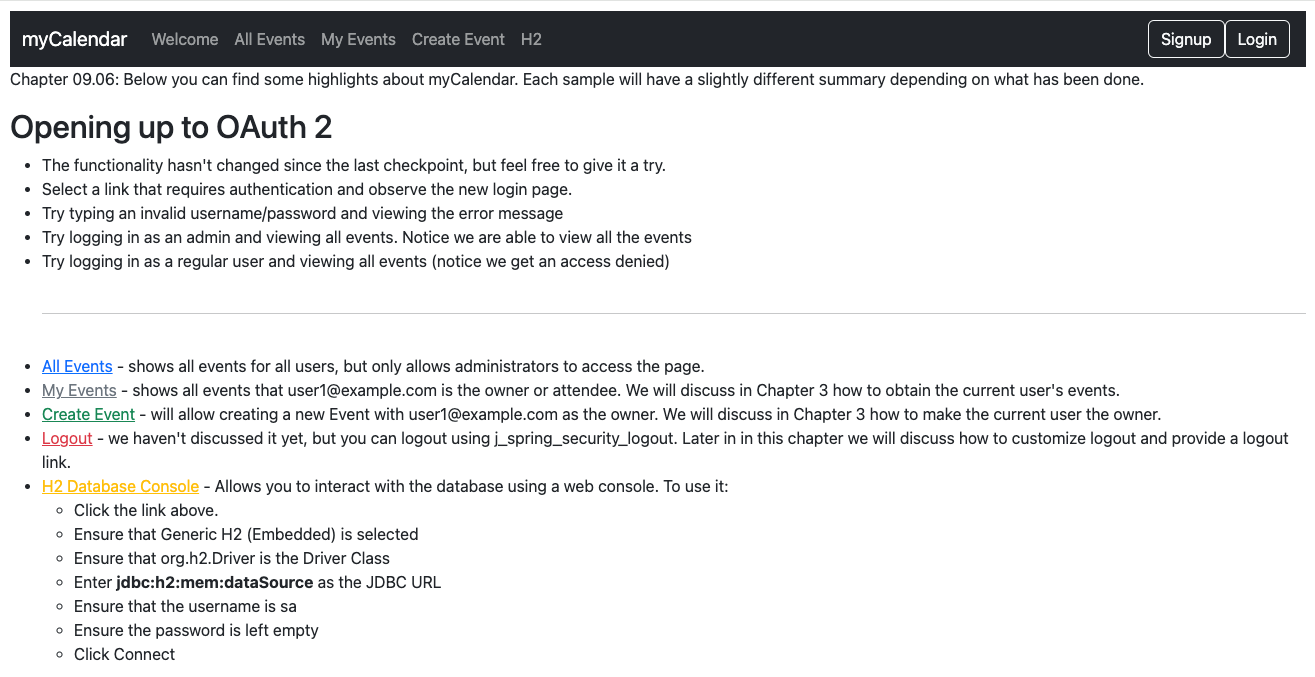 myCalendar Welcome All Events My Events Create Event H2 Signup Login
Chapter 09.06: Below you can find some highlights about myCalendar. Each sample will have a slightly different summary depending on what has been done.
Opening up to OAuth 2
• The functionality hasn't changed since the last checkpoint, but feel free to give it a try.
• Select a link that requires authentication and observe the new login page.
• Try typing an invalid username/password and viewing the error message
• Try logging in as an admin and viewing all events. Notice we are able to view all the events
• Try logging in as a regular user and viewing all events (notice we get an access denied)
• All Events - shows all events for all users, but only allows administrators to access the page.
• My Events - shows all events that user1@example.com is the owner or attendee. We will discuss in Chapter 3 how to obtain the current user's events.
• Create Event - will allow creating a new Event with user1@example.com as the owner. We will discuss in Chapter 3 how to make the current user the owner.
• Logout - we haven't discussed it yet, but you can logout using j_spring_security_logout. Later in in this chapter we will discuss how to customize logout and provide a logout
link.
• H2 Database Console - Allows you to interact with the database using a web console. To use it:
◦ Click the link above.
◦ Ensure that Generic H2 (Embedded) is selected
◦ Ensure that org.h2.Driver is the Driver Class
◦ Enter jdbc:h2:mem:dataSource as the JDBC URL
◦ Ensure that the username is sa
◦ Ensure the password is left empty
◦ Click Connect